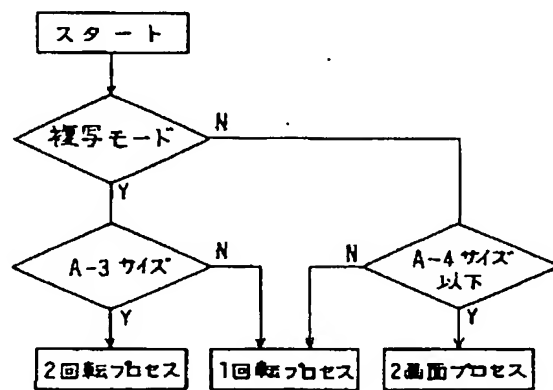 スタート
複写モード
N
Y
A-3 サイズ
N
Y
N
A-4 サイズ
以下
Y
2回転プロセス
1回転プロセス
2画面プロセス